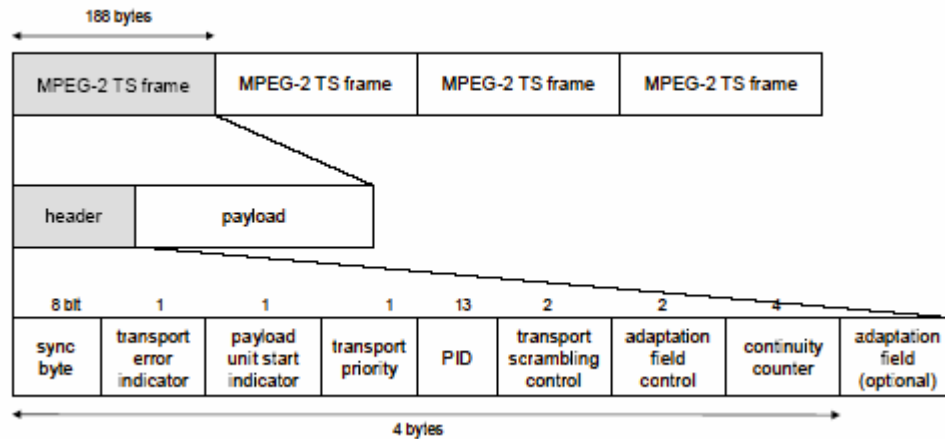 188 bytes
MPEG-2 TS frame MPEG-2 TS frame MPEG-2 TS frame MPEG-2 TS frame
header payload
8 bit 1 1 1 13 2 2 4
sync byte
transport error indicator
payload unit start indicator
transport priority
PID
transport scrambling control
adaptation field control
continuity counter
adaptation field (optional)
4 bytes